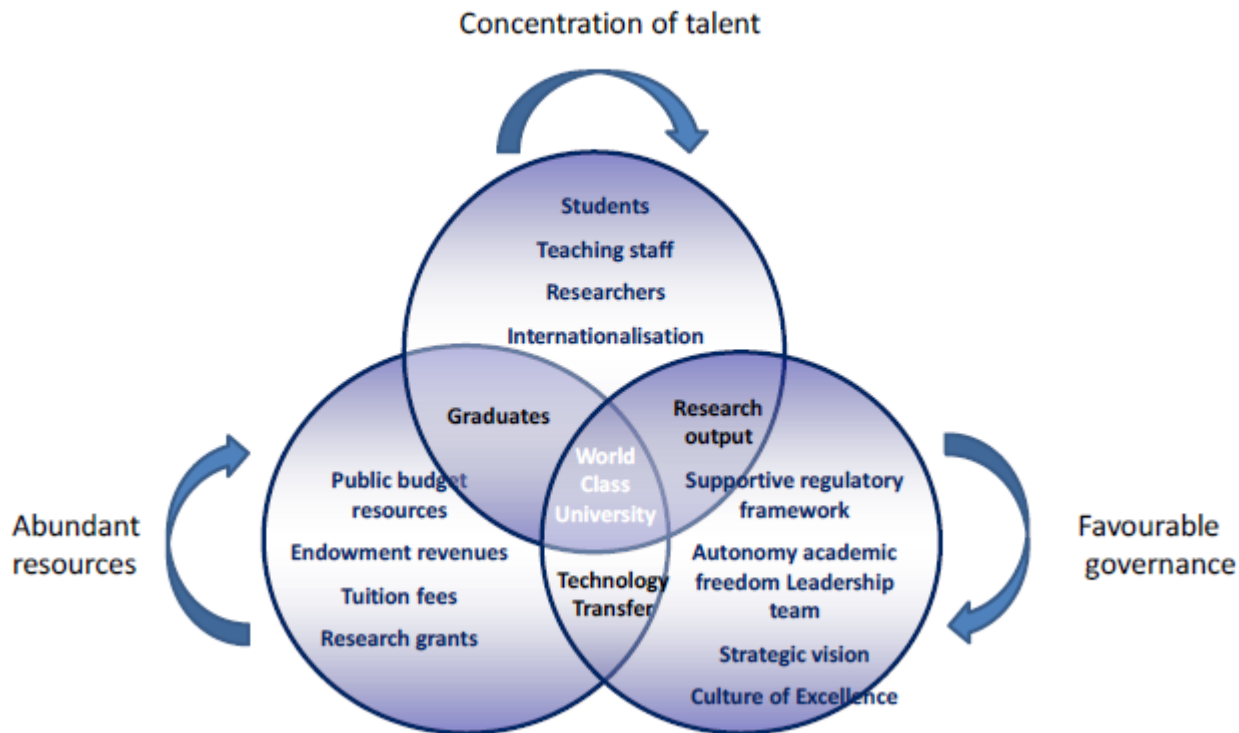 Concentration of talent
Students
Teaching staff
Researchers
Internationalisation
Graduates
Research
output
World
Class
University
Public budget
resources
Endowment revenues
Tuition fees
Research grants
Supportive regulatory
framework
Autonomy academic
freedom Leadership
team
Strategic vision
Culture of Excellence
Technology
Transfer
Abundant
resources
Favourable
governance